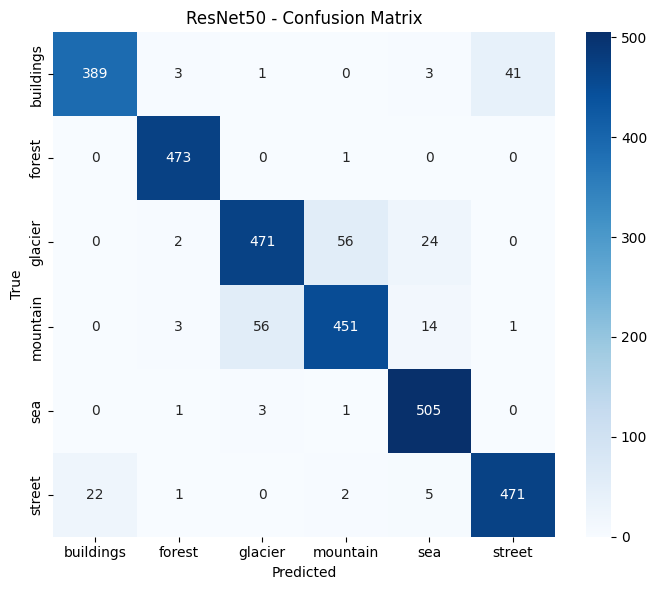 ResNet50 - Confusion Matrix
True
buildings 389 3 1 0 3 41
forest 0 473 0 1 0 0
glacier 0 2 471 56 24 0
mountain 0 3 56 451 14 1
sea 0 1 3 1 505 0
street 22 1 0 2 5 471
buildings forest glacier mountain sea street
Predicted
500
400
300
200
100
0